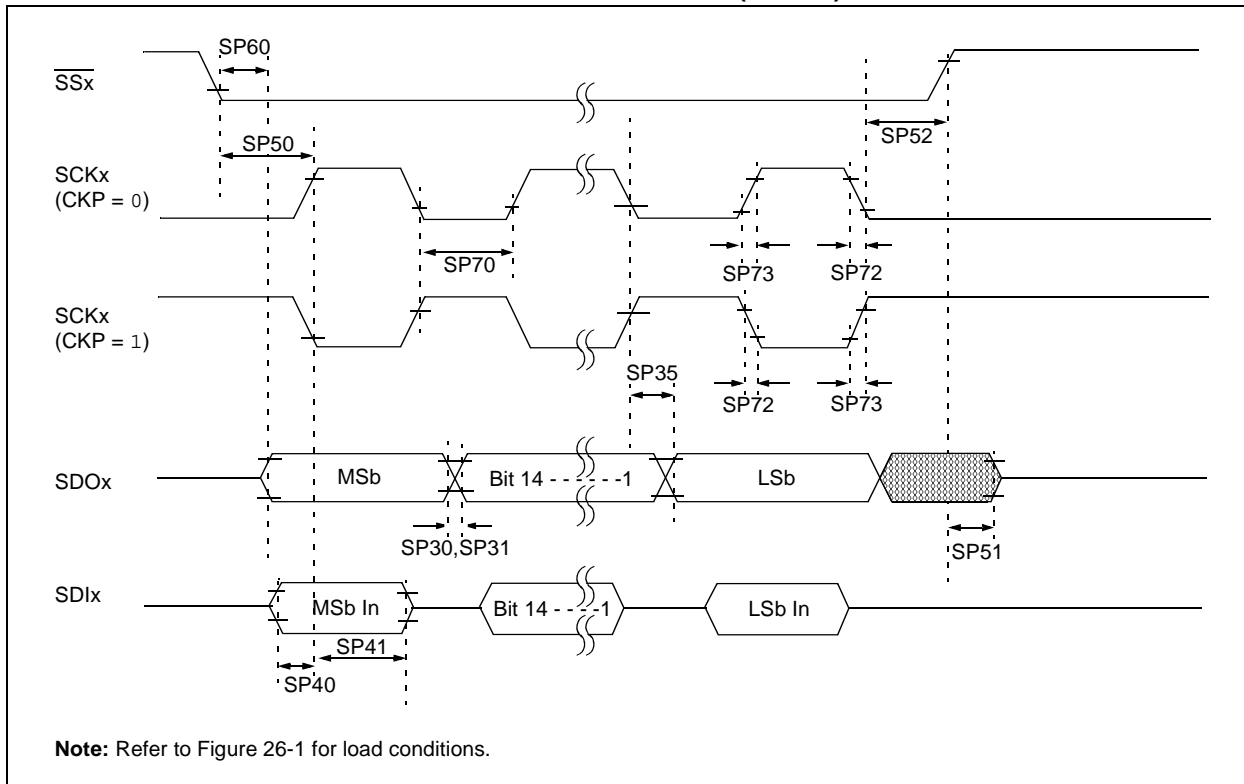 SP60
SSx
SP50
SP52
SCKx
(CKP = 0)
SP70
SP73
SP72
SCKx
(CKP = 1)
SP35
SP72
SP73
SDOx
MSb
Bit 14 - - - - - -1
LSb
SP30,SP31
SP51
SDIx
MSb In
Bit 14 - - - -1
LSb In
SP41
SP40
Note: Refer to Figure 26-1 for load conditions.